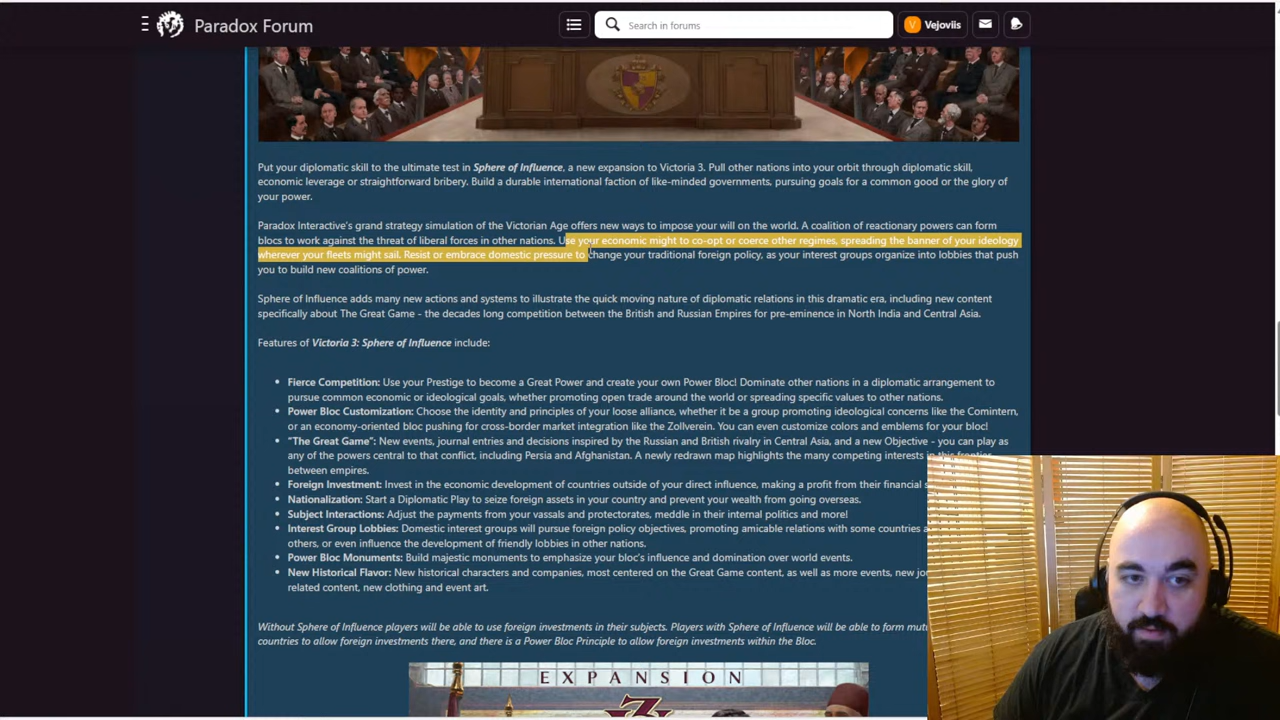 Paradox Forum
Search in forums
V Vejoviis
Put your diplomatic skill to the ultimate test in Sphere of Influence, a new expansion to Victoria 3. Pull other nations into your orbit through diplomatic skill,
economic leverage or straightforward bribery. Build a durable international faction of like-minded governments, pursuing goals for a common good or the glory of
your power.
Paradox Interactive's grand strategy simulation of the Victorian Age offers new ways to impose your will on the world. A coalition of reactionary powers can form
blocs to work against the threat of liberal forces in other nations. Use your economic might to co-opt or coerce other regimes, spreading the banner of your ideology
wherever your fleets might sail. Resist or embrace domestic pressure to change your traditional foreign policy, as your interest groups organize into lobbies that push
you to build new coalitions of power.
Sphere of Influence adds many new actions and systems to illustrate the quick moving nature of diplomatic relations in this dramatic era, including new content
specifically about The Great Game - the decades long competition between the British and Russian Empires for pre-eminence in North India and Central Asia.
Features of Victoria 3: Sphere of Influence include:
• Fierce Competition: Use your Prestige to become a Great Power and create your own Power Bloc! Dominate other nations in a diplomatic arrangement to
pursue common economic or ideological goals, whether promoting open trade around the world or spreading specific values to other nations.
• Power Bloc Customization: Choose the identity and principles of your loose alliance, whether it be a group promoting ideological concerns like the Comintern,
or an economy-oriented bloc pushing for cross-border market integration like the Zollverein. You can even customize colors and emblems for your bloc!
• "The Great Game": New events, journal entries and decisions inspired by the Russian and British rivalry in Central Asia, and a new Objective - you can play as
any of the powers central to that conflict, including Persia and Afghanistan. A newly redrawn map highlights the many competing interests in this frontier
between empires.
• Foreign Investment: Invest in the economic development of countries outside of your direct influence, making a profit from their financial
• Nationalization: Start a Diplomatic Play to seize foreign assets in your country and prevent your wealth from going overseas.
• Subject Interactions: Adjust the payments from your vassals and protectorates, meddle in their internal politics and more!
• Interest Group Lobbies: Domestic interest groups will pursue foreign policy objectives, promoting amicable relations with some countries
others, or even influence the development of friendly lobbies in other nations.
• Power Bloc Monuments: Build majestic monuments to emphasize your bloc's influence and domination over world events.
• New Historical Flavor: New historical characters and companies, most centered on the Great Game content, as well as more events, new
related content, new clothing and event art.
Without Sphere of Influence players will be able to use foreign investments in their subjects. Players with Sphere of Influence will be able to form
countries to allow foreign investments there, and there is a Power Bloc Principle to allow foreign investments within the Bloc.
EXPANSION
3